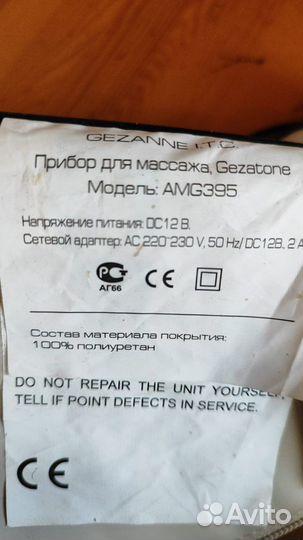 GEZANNE I.T.C.
Прибор для массажа, Gezatone
Модель: AMG395
Напряжение питания: DC12 В.
Сетевой адаптер: AC 220-230 V, 50 Hz/ DC12В, 2 А
РСТ
АГ66
CE
Состав материала покрытия:
100% полиуретан
DO NOT REPAIR THE UNIT YOURSELF
TELL IF POINT DEFECTS IN SERVICE.
CE
Avito